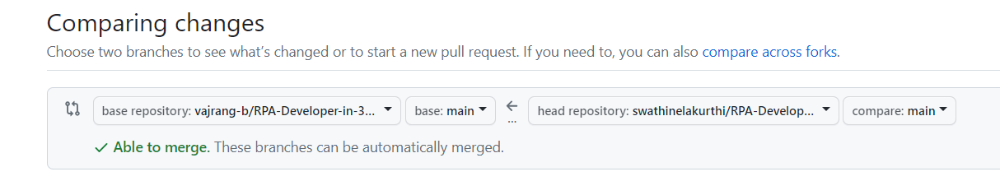 Comparing changes
Choose two branches to see what's changed or to start a new pull request. If you need to, you can also compare across forks.
base repository: vajrang-b/RPA-Developer-in-3... base: main ... head repository: swathinelakurthi/RPA-Develop... compare: main
Able to merge. These branches can be automatically merged.